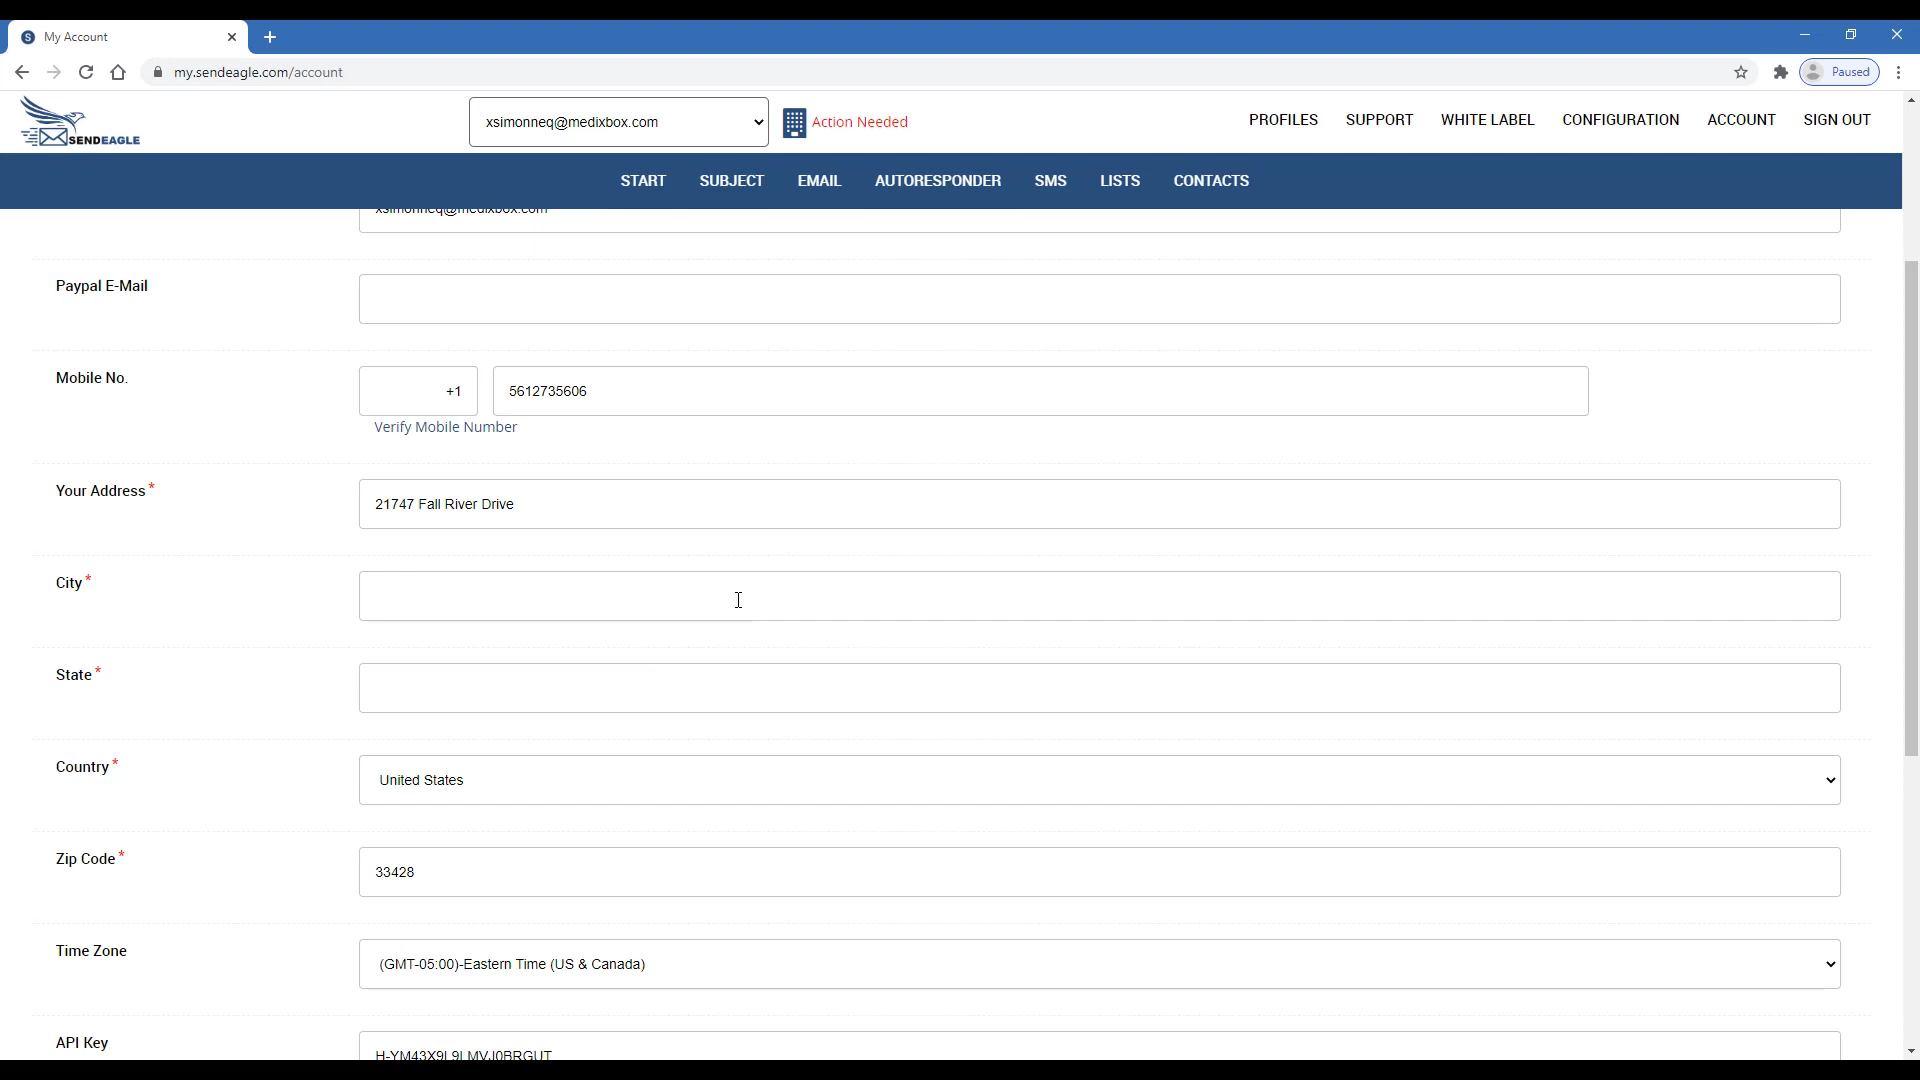 My Account
my.sendeagle.com/account
Paused
SENDEAGLE
xsimonneq@medixbox.com
Action Needed
PROFILES SUPPORT WHITE LABEL CONFIGURATION ACCOUNT SIGN OUT
START SUBJECT EMAIL AUTORESPONDER SMS LISTS CONTACTS
xsimonneq@medixbox.com
Paypal E-Mail
Mobile No.
+1 5612735606
Verify Mobile Number
Your Address*
21747 Fall River Drive
City*
State*
Country*
United States
Zip Code*
33428
Time Zone
(GMT-05:00)-Eastern Time (US & Canada)
API Key